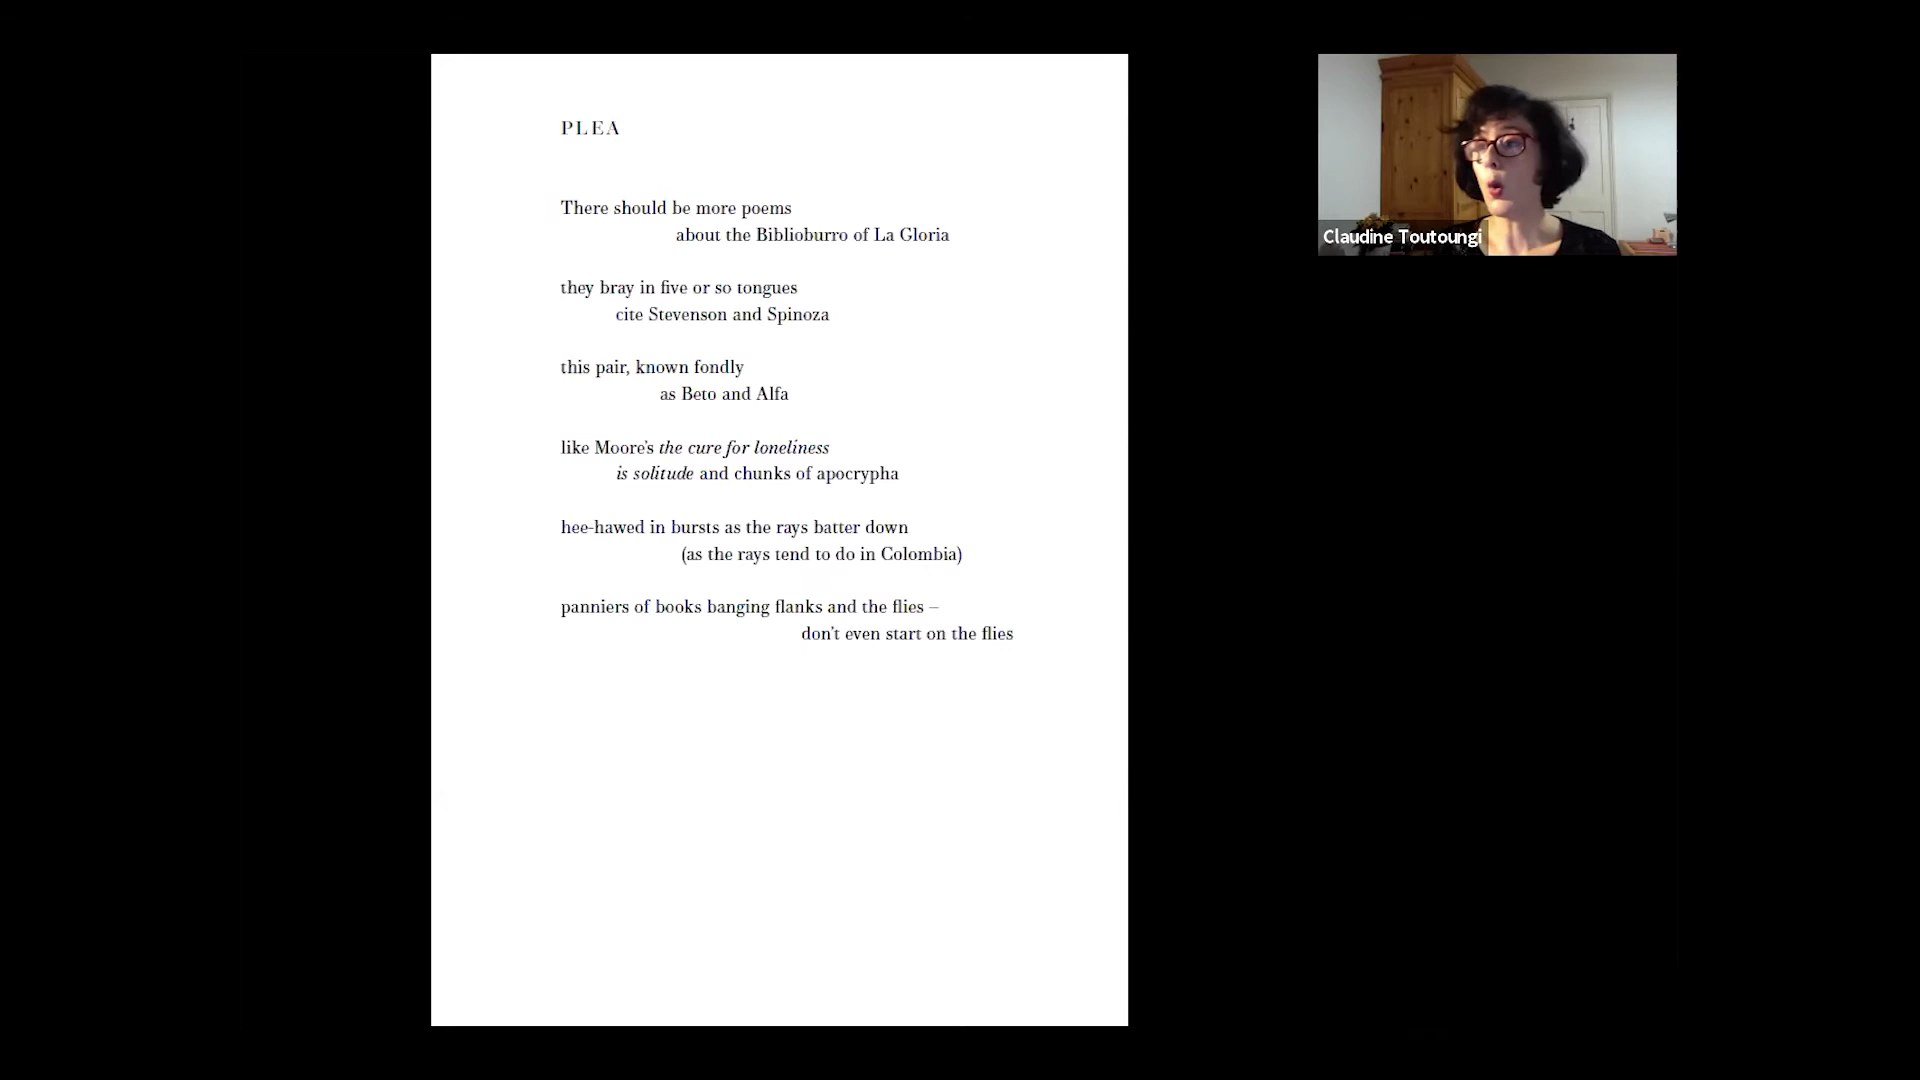 PLEA
There should be more poems
about the Biblioburro of La Gloria
they bray in five or so tongues
cite Stevenson and Spinoza
this pair, known fondly
as Beto and Alfa
like Moore's the cure for loneliness
is solitude and chunks of apocrypha
hee-hawed in bursts as the rays batter down
(as the rays tend to do in Colombia)
panniers of books banging flanks and the flies –
don't even start on the flies
Claudine Toutoungi